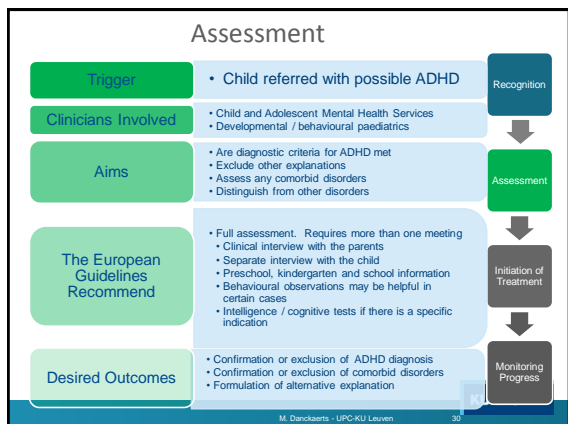 Assessment
Trigger
• Child referred with possible ADHD
Clinicians Involved
• Child and Adolescent Mental Health Services
• Developmental / behavioural paediatrics
Aims
• Are diagnostic criteria for ADHD met
• Exclude other explanations
• Assess any comorbid disorders
• Distinguish from other disorders
The European
Guidelines
Recommend
• Full assessment.  Requires more than one meeting
• Clinical interview with the parents
• Separate interview with the child
• Preschool, kindergarten and school information
• Behavioural observations may be helpful in
certain cases
• Intelligence / cognitive tests if there is a specific
indication
Desired Outcomes
• Confirmation or exclusion of ADHD diagnosis
• Confirmation or exclusion of comorbid disorders
• Formulation of alternative explanation
Recognition
Assessment
Initiation of
Treatment
Monitoring
Progress
M. Danckaerts - UPC-KU Leuven
30